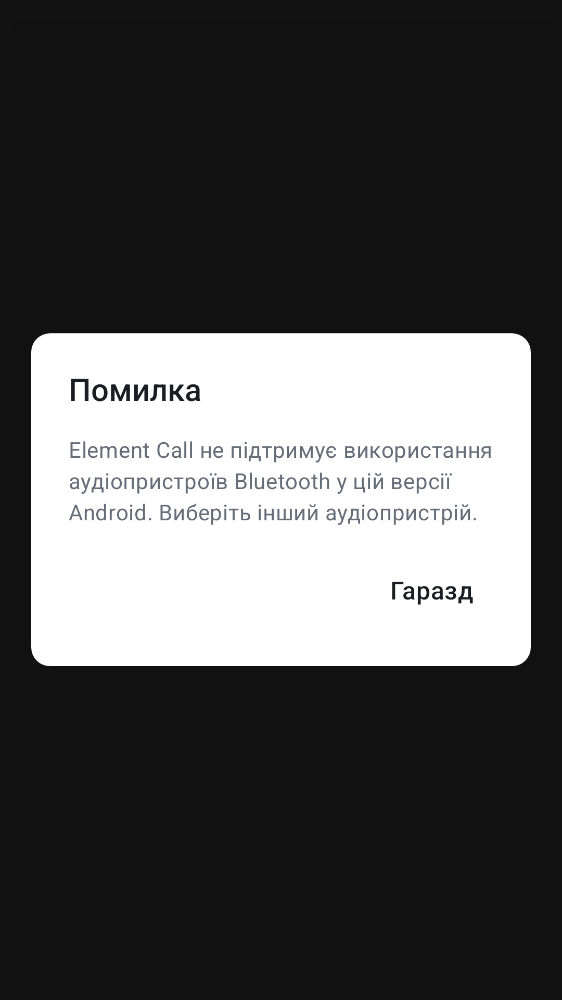 Помилка
Element Call не підтримує використання
аудіопристроїв Bluetooth у цій версії
Android. Виберіть інший аудіопристрій.
Гаразд